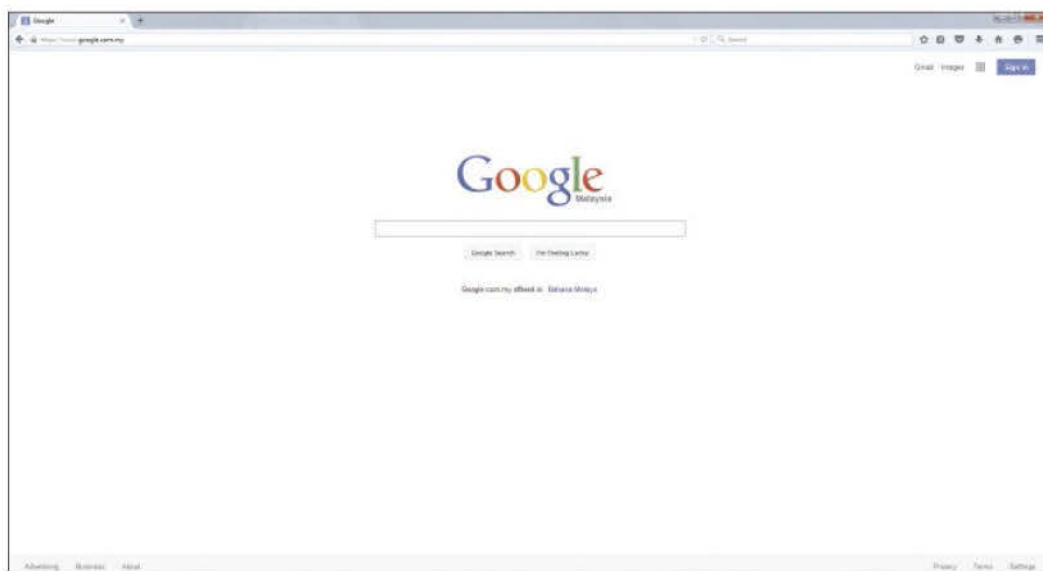 Google
https://www.google.com.my
Search
Gmail Images
Sign in
Google
Malaysia
Google Search I'm Feeling Lucky
Google.com.my offered in: Bahasa Melayu
Advertising Business About
Privacy Terms Settings